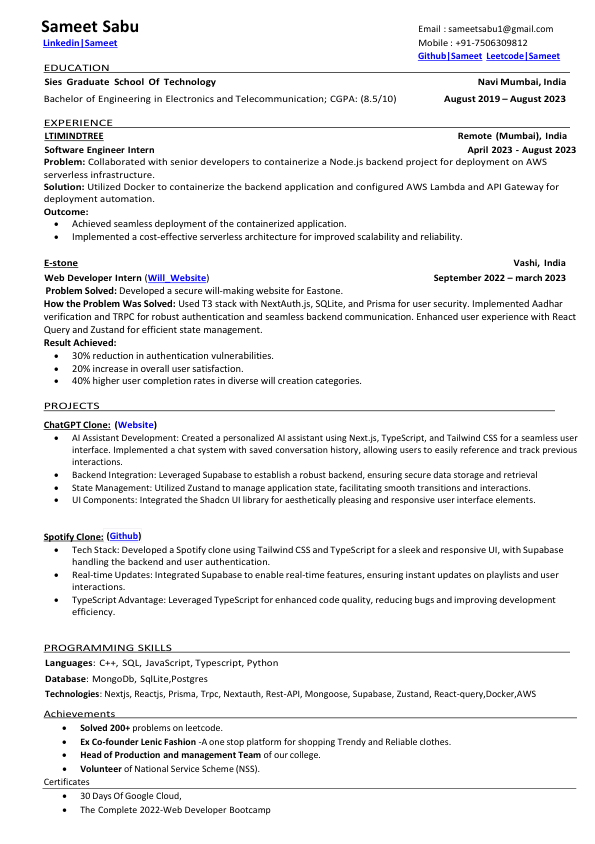 Sameet Sabu
Email : sameetsabu1@gmail.com
Linkedin|Sameet
Mobile : +91-7506309812
Github|Sameet Leetcode|Sameet
EDUCATION
Sies Graduate School Of Technology Navi Mumbai, India
Bachelor of Engineering in Electronics and Telecommunication; CGPA: (8.5/10) August 2019 – August 2023
EXPERIENCE
LTIMINDTREE Remote (Mumbai), India
Software Engineer Intern April 2023 - August 2023
Problem: Collaborated with senior developers to containerize a Node.js backend project for deployment on AWS
serverless infrastructure.
Solution: Utilized Docker to containerize the backend application and configured AWS Lambda and API Gateway for
deployment automation.
Outcome:
• Achieved seamless deployment of the containerized application.
• Implemented a cost-effective serverless architecture for improved scalability and reliability.
E-stone Vashi, India
Web Developer Intern (Will_Website) September 2022 – march 2023
Problem Solved: Developed a secure will-making website for Eastone.
How the Problem Was Solved: Used T3 stack with NextAuth.js, SQLite, and Prisma for user security. Implemented Aadhar
verification and TRPC for robust authentication and seamless backend communication. Enhanced user experience with React
Query and Zustand for efficient state management.
Result Achieved:
• 30% reduction in authentication vulnerabilities.
• 20% increase in overall user satisfaction.
• 40% higher user completion rates in diverse will creation categories.
PROJECTS
ChatGPT Clone: (Website)
• AI Assistant Development: Created a personalized AI assistant using Next.js, TypeScript, and Tailwind CSS for a seamless user
interface. Implemented a chat system with saved conversation history, allowing users to easily reference and track previous
interactions.
• Backend Integration: Leveraged Supabase to establish a robust backend, ensuring secure data storage and retrieval
• State Management: Utilized Zustand to manage application state, facilitating smooth transitions and interactions.
• UI Components: Integrated the Shadcn UI library for aesthetically pleasing and responsive user interface elements.
Spotify Clone: (Github)
• Tech Stack: Developed a Spotify clone using Tailwind CSS and TypeScript for a sleek and responsive UI, with Supabase
handling the backend and user authentication.
• Real-time Updates: Integrated Supabase to enable real-time features, ensuring instant updates on playlists and user
interactions.
• TypeScript Advantage: Leveraged TypeScript for enhanced code quality, reducing bugs and improving development
efficiency.
PROGRAMMING SKILLS
Languages: C++, SQL, JavaScript, Typescript, Python
Database: MongoDb, SqlLite,Postgres
Technologies: Nextjs, Reactjs, Prisma, Trpc, Nextauth, Rest-API, Mongoose, Supabase, Zustand, React-query,Docker,AWS
Achievements
• Solved 200+ problems on leetcode.
• Ex Co-founder Lenic Fashion -A one stop platform for shopping Trendy and Reliable clothes.
• Head of Production and management Team of our college.
• Volunteer of National Service Scheme (NSS).
Certificates
• 30 Days Of Google Cloud,
• The Complete 2022-Web Developer Bootcamp